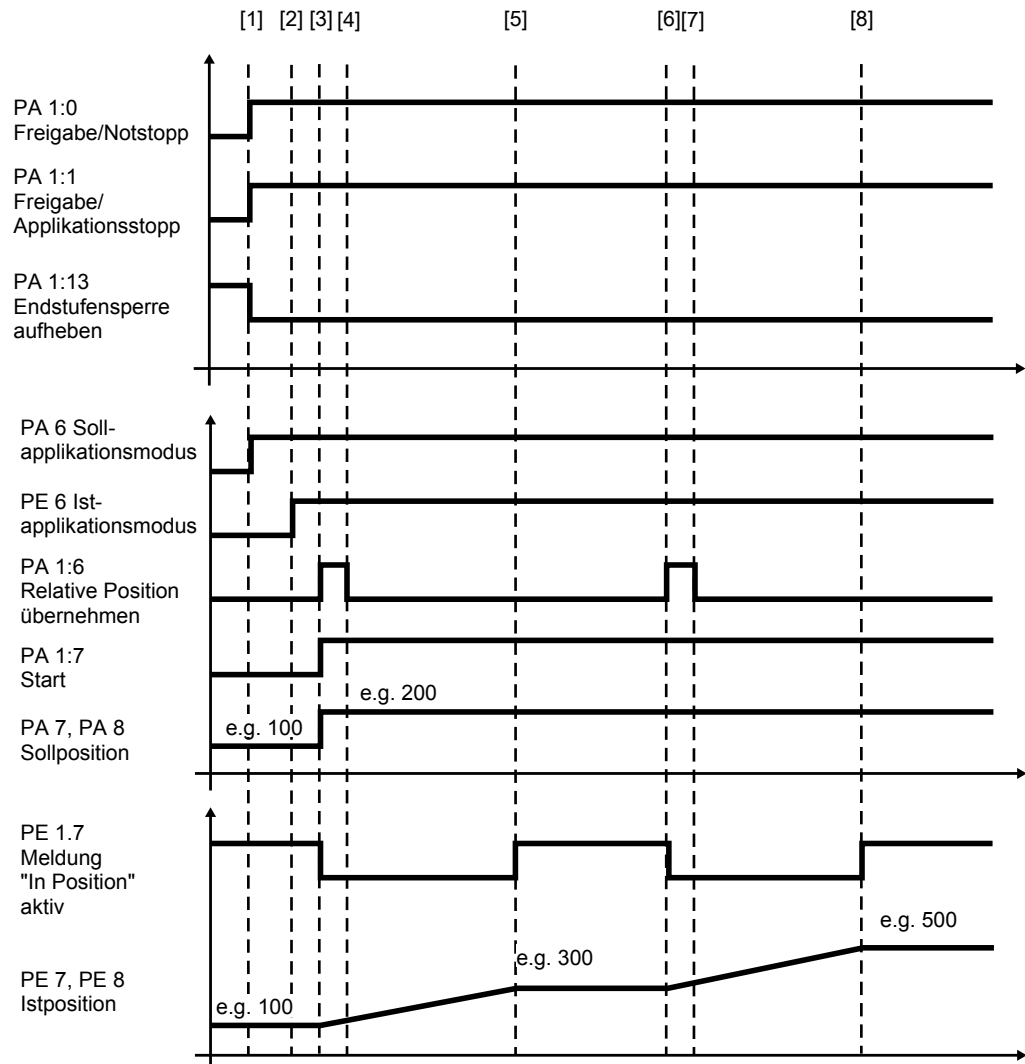 [1] [2] [3] [4] [5] [6] [7] [8]
PA 1:0
Freigabe/Notstopp
PA 1:1
Freigabe/
Applikationsstopp
PA 1:13
Endstufensperre
aufheben
PA 6 Soll-
applikationsmodus
PE 6 Ist-
applikationsmodus
PA 1:6
Relative Position
übernehmen
PA 1:7
Start
e.g. 200
PA 7, PA 8
Sollposition
e.g. 100
PE 1.7
Meldung
"In Position"
aktiv
e.g. 500
e.g. 300
PE 7, PE 8
Istposition
e.g. 100